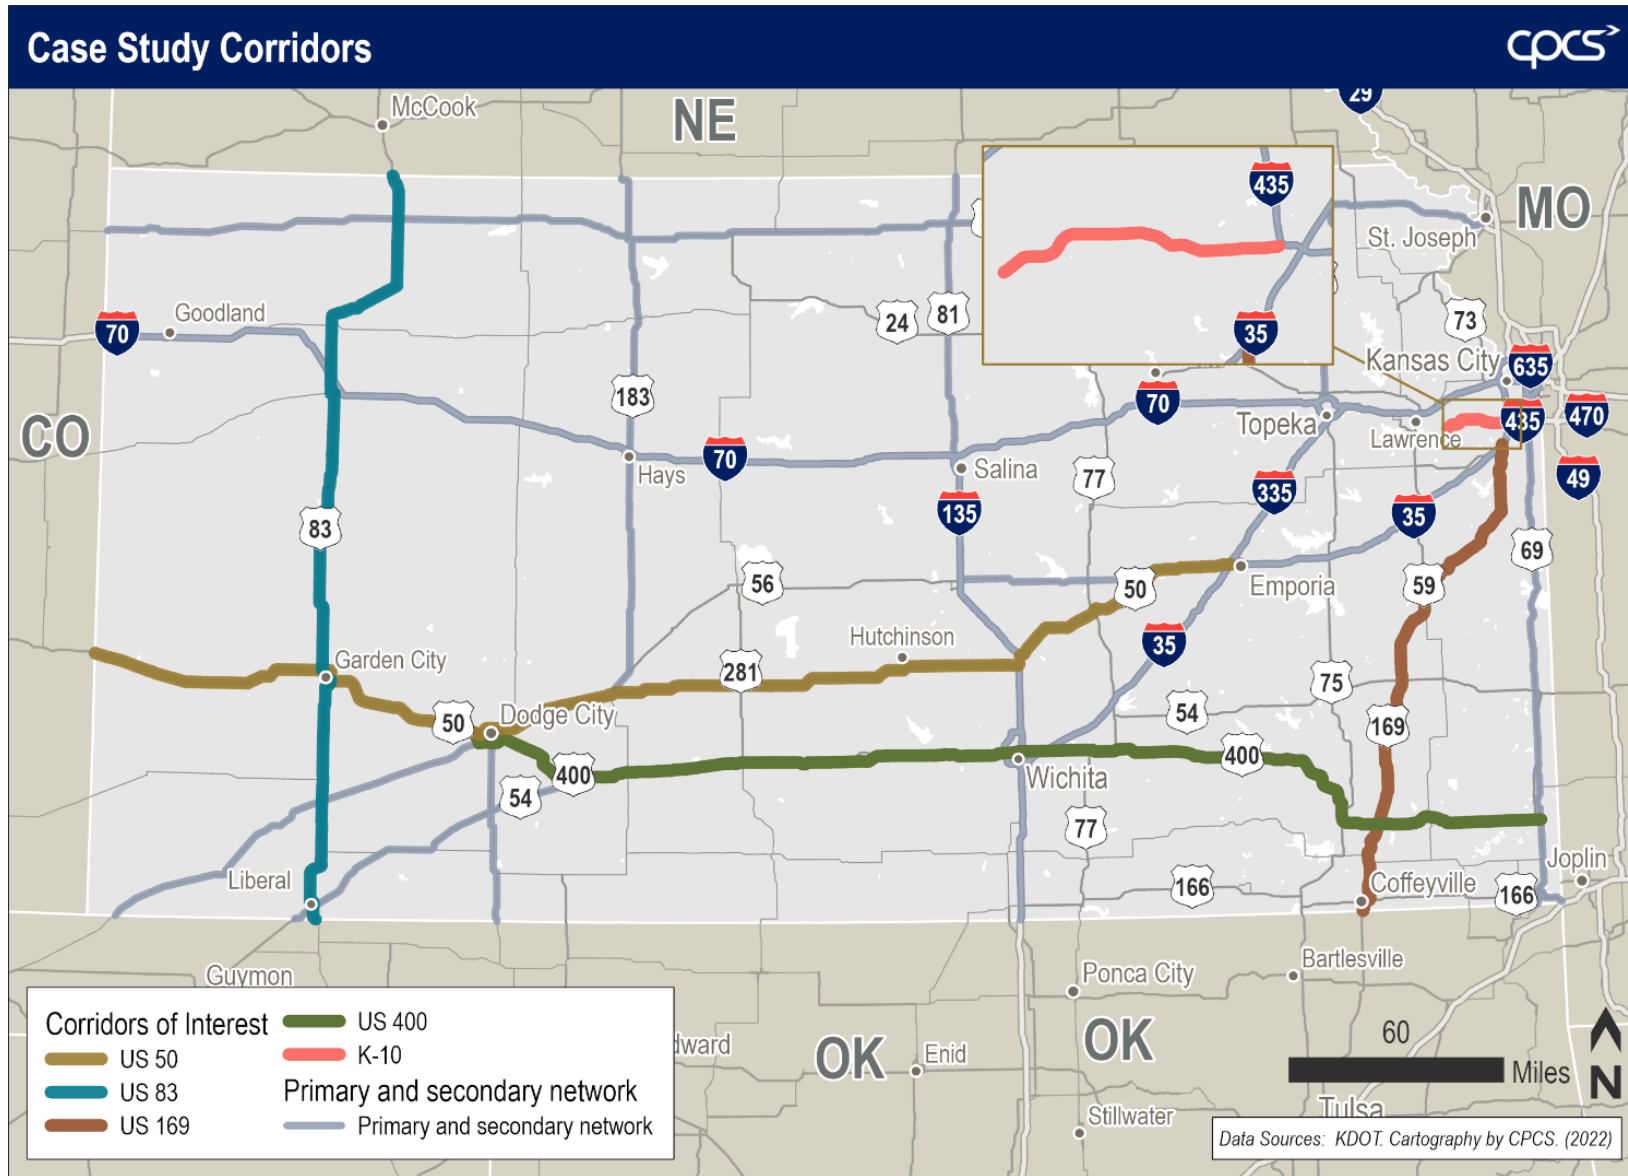 Case Study Corridors
cpcs
McCook
NE
29
MO
435
St. Joseph
Goodland
70
24
81
35
73
Kansas City
635
183
70
Topeka
Lawrence
435
470
CO
Hays
70
Salina
77
335
49
135
35
83
69
56
50
Emporia
59
Hutchinson
35
Garden City
281
75
50
Dodge City
54
169
400
400
54
Wichita
77
Joplin
Liberal
166
Coffeyville
166
Guymon
Ponca City
Bartlesville
OK
Enid
OK
Stillwater
Tulsa
Corridors of Interest
US 50
US 83
US 169
US 400
K-10
Primary and secondary network
Primary and secondary network
60
Miles
N
Data Sources: KDOT. Cartography by CPCS. (2022)